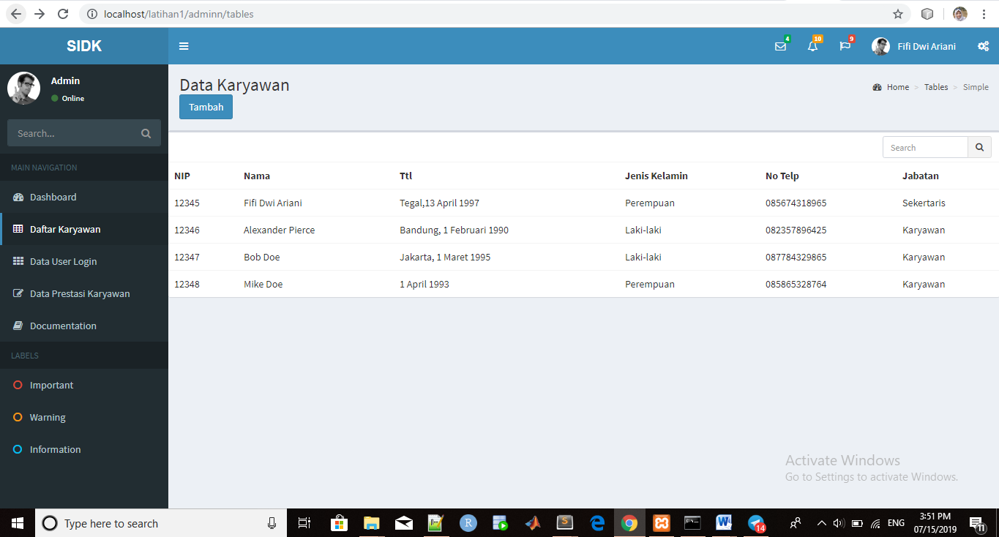 localhost/latihan1/adminn/tables
SIDK
4
10
9
Fifi Dwi Ariani
Admin
Online
Search...
MAIN NAVIGATION
Dashboard
Daftar Karyawan
Data User Login
Data Prestasi Karyawan
Documentation
LABELS
Important
Warning
Information
Data Karyawan
Tambah
Home > Tables > Simple
Search
NIP Nama Ttl Jenis Kelamin No Telp Jabatan
12345 Fifi Dwi Ariani Tegal,13 April 1997 Perempuan 085674318965 Sekertaris
12346 Alexander Pierce Bandung, 1 Februari 1990 Laki-laki 082357896425 Karyawan
12347 Bob Doe Jakarta, 1 Maret 1995 Laki-laki 087784329865 Karyawan
12348 Mike Doe 1 April 1993 Perempuan 085865328764 Karyawan
Activate Windows
Go to Settings to activate Windows.
Type here to search
R
S
W
14
ENG
3:51 PM
07/15/2019
11